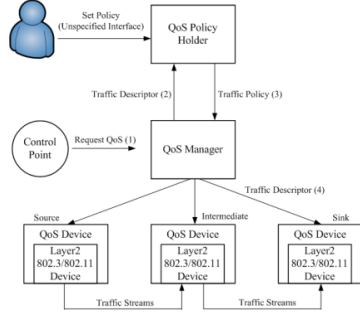 Set Policy
(Unspecified Interface)
QoS Policy
Holder
Traffic Descriptor (2)
Traffic Policy (3)
Control
Point
Request QoS (1)
QoS Manager
Traffic Descriptor (4)
Source
Intermediate
Sink
QoS Device
Layer2
802.3/802.11
Device
QoS Device
Layer2
802.3/802.11
Device
QoS Device
Layer2
802.3/802.11
Device
Traffic Streams
Traffic Streams